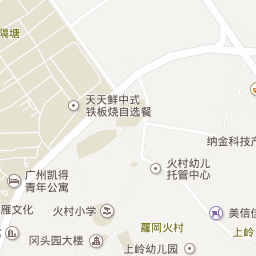 隔塘
天天鲜中式
铁板烧自选餐
纳金科技产
火村幼儿
托管中心
广州凯得
青年公寓
雁文化
火村小学
美信佳
蘿岡火村
上岭
冈头园大楼
上岭幼儿园